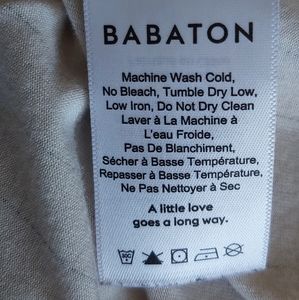 BABATON
Machine Wash Cold,
No Bleach, Tumble Dry Low,
Low Iron, Do Not Dry Clean
Laver à La Machine à
L'eau Froide,
Pas De Blanchiment,
Sécher à Basse Température,
Repasser à Basse Température,
Ne Pas Nettoyer à Sec
A little love
goes a long way.